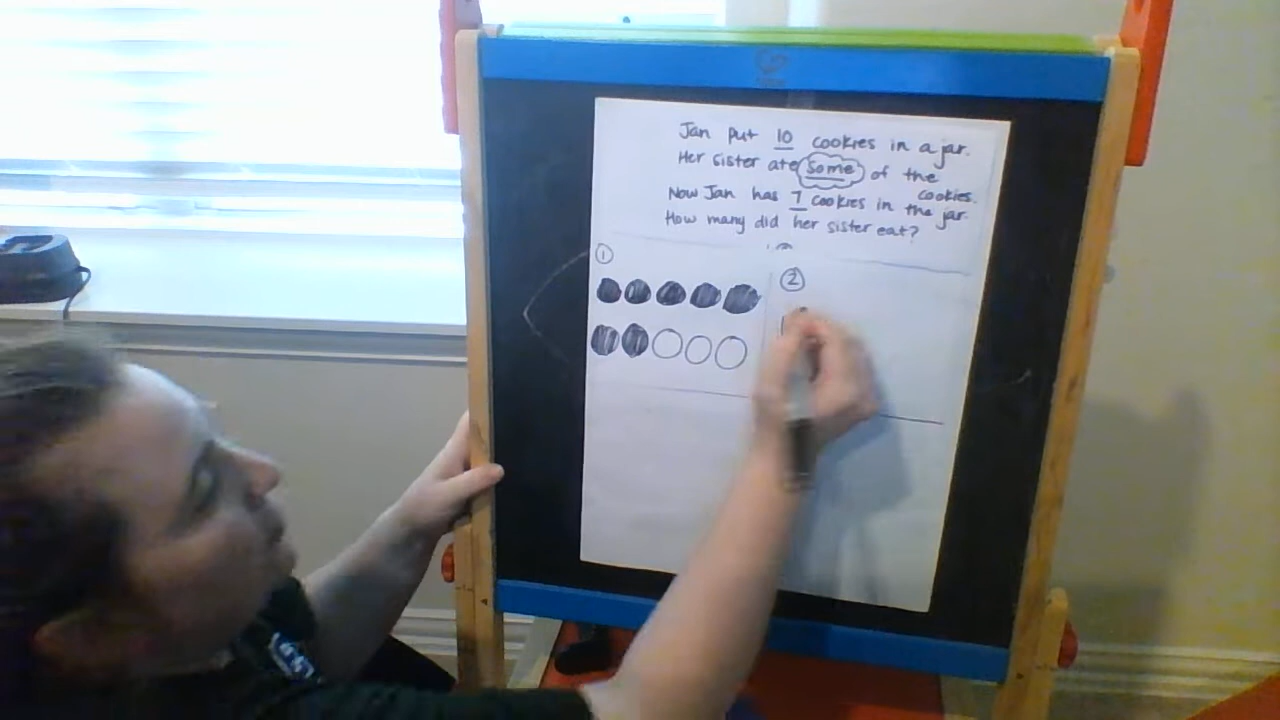 Jan put 10 cookies in a jar.
Her sister ate some of the
cookies.
Now Jan has 7 cookies in the jar.
How many did her sister eat?
1
2